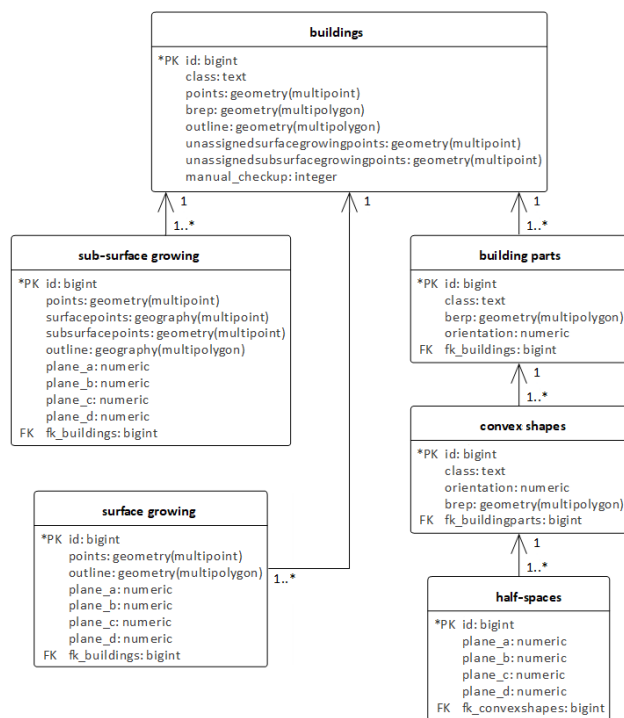 buildings
*PK id: bigint
class: text
points: geometry(multipoint)
brep: geometry(multipolygon)
outline: geometry(multipolygon)
unassignedsurfacegrowingpoints: geometry(multipoint)
unassignedsubsurfacegrowingpoints: geometry(multipoint)
manual_checkup: integer
1
1..*
1
1
1..*
sub-surface growing
*PK id: bigint
points: geometry(multipoint)
surfacepoints: geography(multipoint)
subsurfacepoints: geometry(multipoint)
outline: geography(multipolygon)
plane_a: numeric
plane_b: numeric
plane_c: numeric
plane_d: numeric
FK fk_buildings: bigint
building parts
*PK id: bigint
class: text
berp: geometry(multipolygon)
orientation: numeric
FK fk_buildings: bigint
1
1..*
convex shapes
*PK id: bigint
class: text
orientation: numeric
brep: geometry(multipolygon)
FK fk_buildingparts: bigint
surface growing
*PK id: bigint
points: geometry(multipoint)
outline: geometry(multipolygon)
plane_a: numeric
plane_b: numeric
plane_c: numeric
plane_d: numeric
FK fk_buildings: bigint
1..*
1
1..*
half-spaces
*PK id: bigint
plane_a: numeric
plane_b: numeric
plane_c: numeric
plane_d: numeric
FK fk_convexshapes: bigint